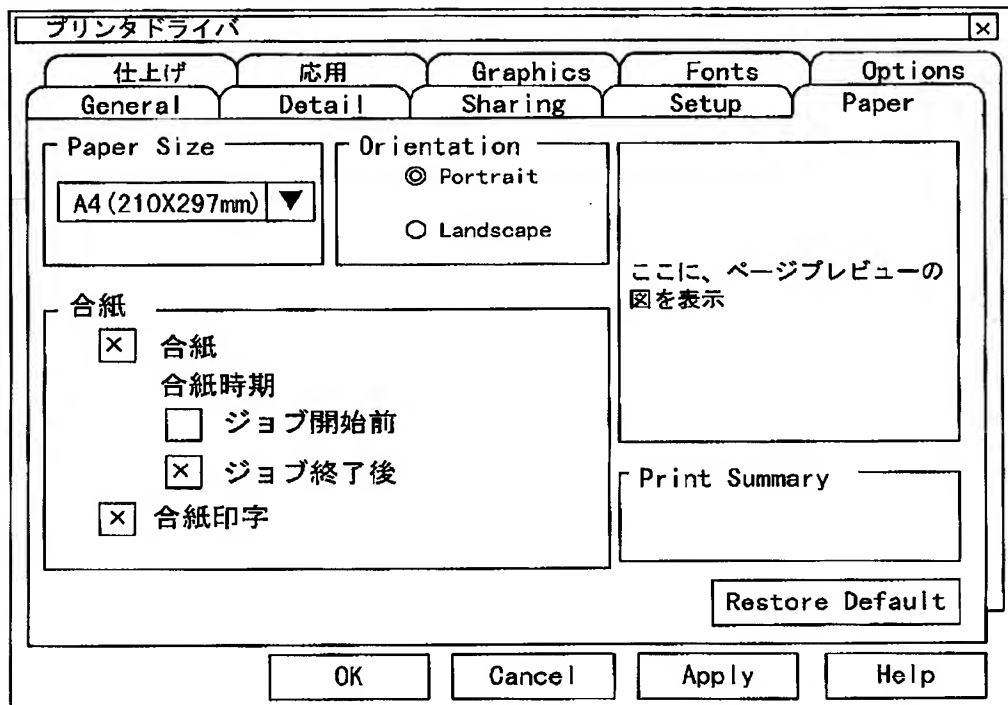 プリンタドライバ ×
仕上げ 応用 Graphics Fonts Options
General Detail Sharing Setup Paper
Paper Size
A4(210X297mm) ▼
Orientation
◎ Portrait
○ Landscape
ここに、ページプレビューの
図を表示
合紙
× 合紙
合紙時期
ジョブ開始前
× ジョブ終了後
× 合紙印字
Print Summary
Restore Default
OK Cancel Apply Help